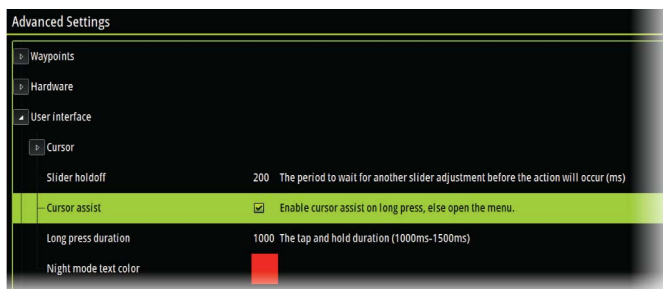 Advanced Settings
Waypoints
Hardware
User interface
Cursor
Slider holdoff 200 The period to wait for another slider adjustment before the action will occur (ms)
Cursor assist Enable cursor assist on long press, else open the menu.
Long press duration 1000 The tap and hold duration (1000ms-1500ms)
Night mode text color